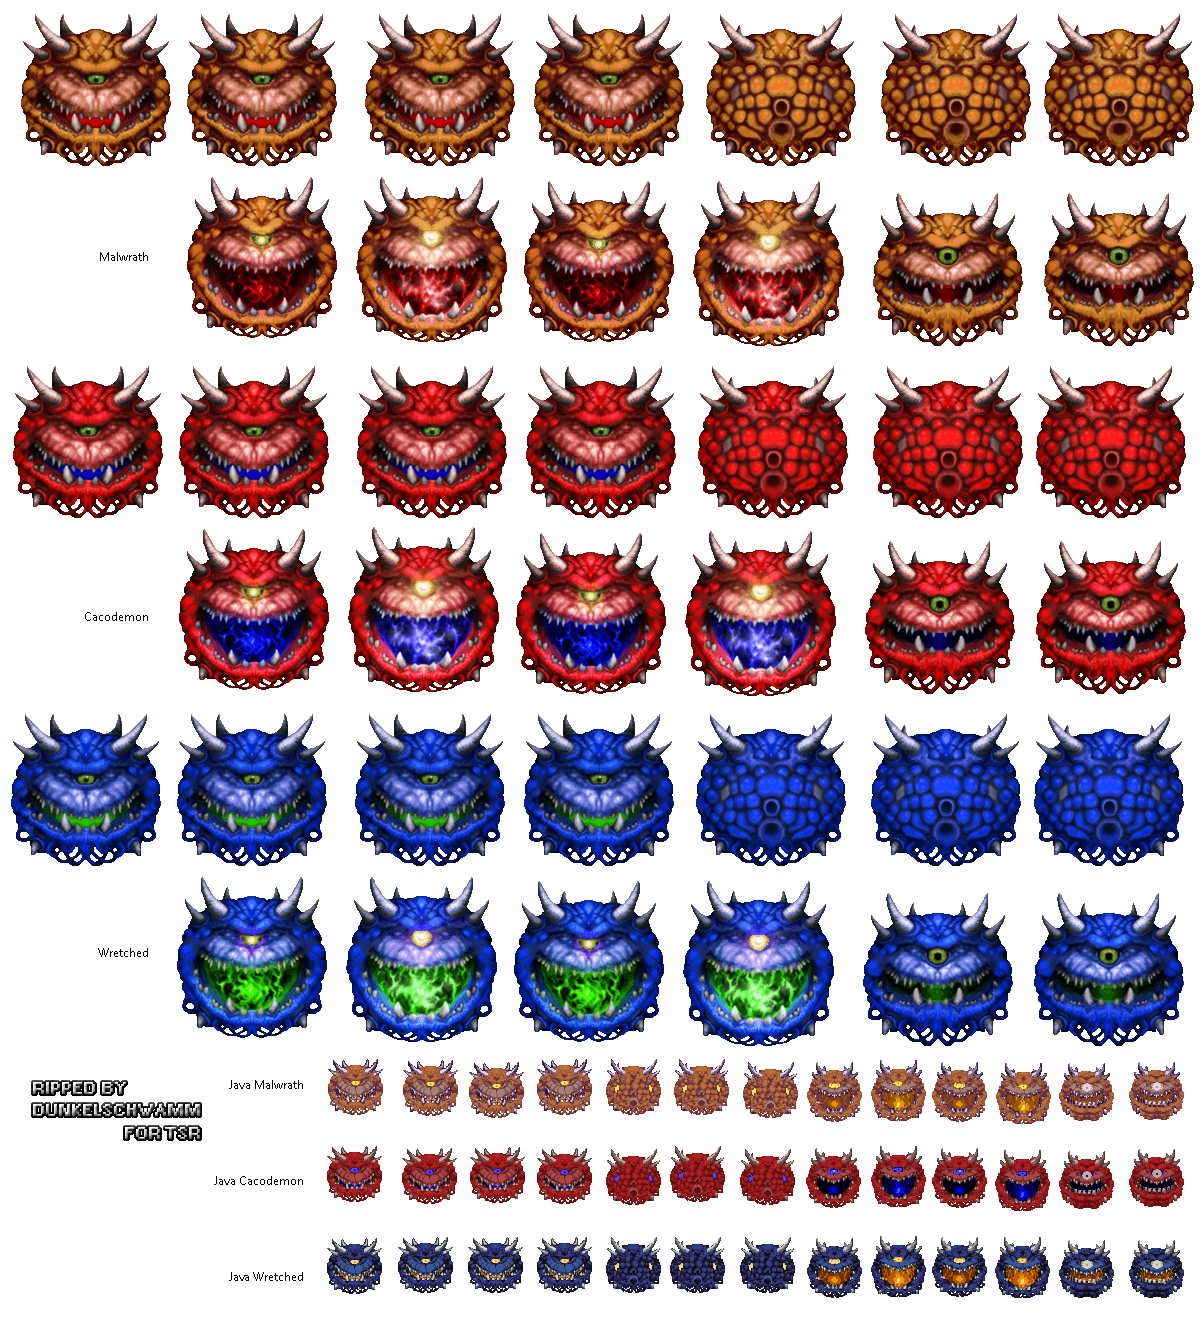 Malwrath
Cacodemon
Wretched
RIPPED BY
DUNKELSCHWAMM
FOR TSR
Java Malwrath
Java Cacodemon
Java Wretched